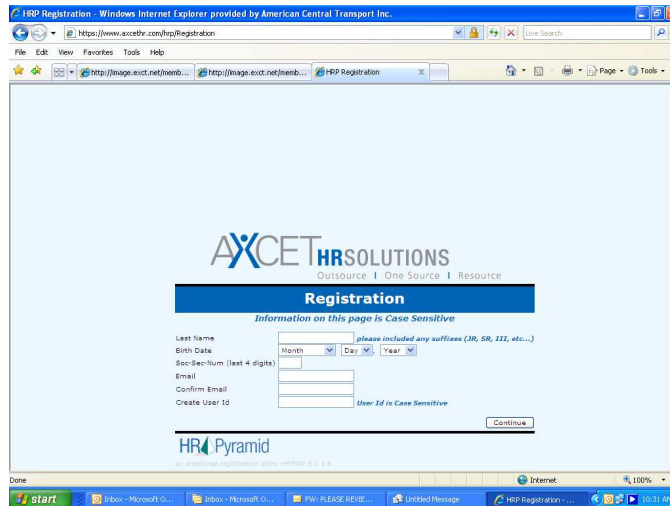 HRP Registration - Windows Internet Explorer provided by American Central Transport Inc.
https://www.axcethr.com/hrp/Registration
Live Search
File Edit View Favorites Tools Help
http://image.exct.net/memb... http://image.exct.net/memb... HRP Registration X Page Tools
AXCET HRSOLUTIONS
Outsource | One Source | Resource
Registration
Information on this page is Case Sensitive
Last Name please included any suffixes (JR, SR, III, etc...)
Birth Date Month Day , Year
Soc-Sec-Num (last 4 digits)
Email
Confirm Email
Create User Id User Id is Case Sensitive
Continue
HR Pyramid
an employee registration entry
Done Internet 100%
start Inbox - Microsoft O... Inbox - Microsoft O... FW: PLEASE REVIE... Untitled Message HRP Registration - ... 10:31 AM